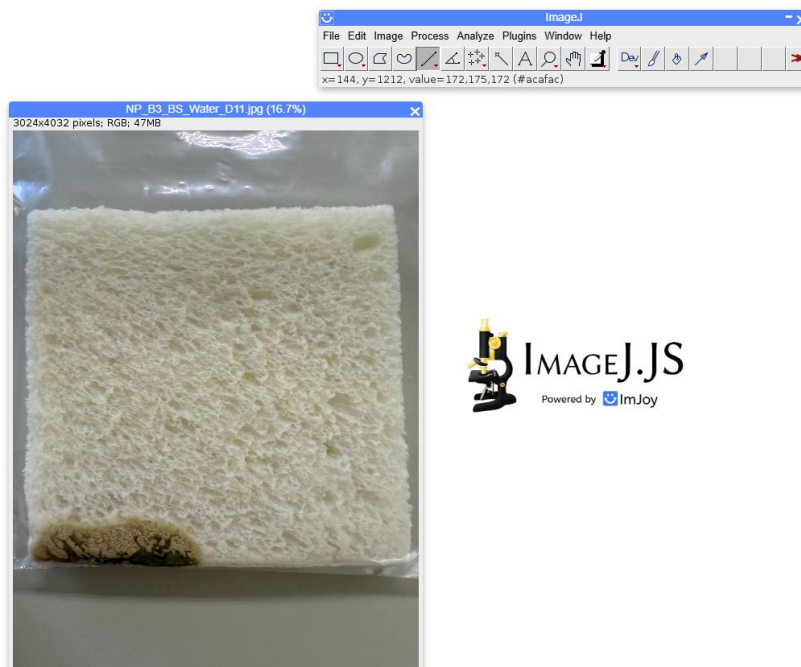 ImageJ
File Edit Image Process Analyze Plugins Window Help
Dev
x=144, y=1212, value=172,175,172 (#acafac)
NP_B3_BS_Water_D11.jpg (16.7%)
3024x4032 pixels; RGB; 47MB
IMAGEJ.JS
Powered by ImJoy